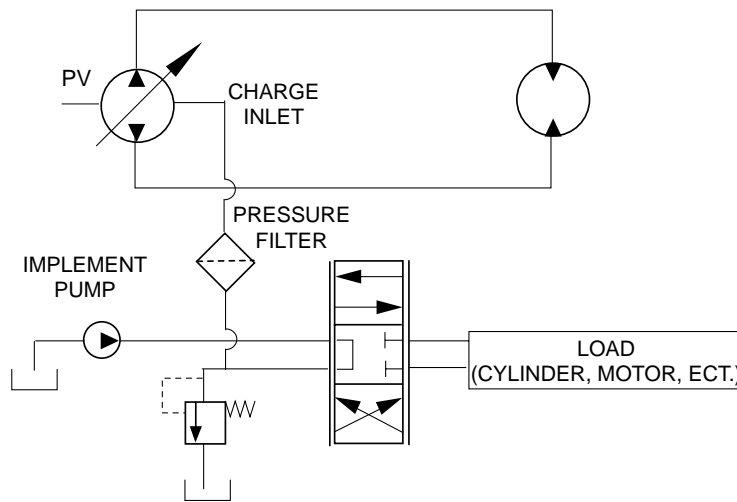 PV
CHARGE
INLET
PRESSURE
FILTER
IMPLEMENT
PUMP
LOAD
(CYLINDER, MOTOR, ECT.)